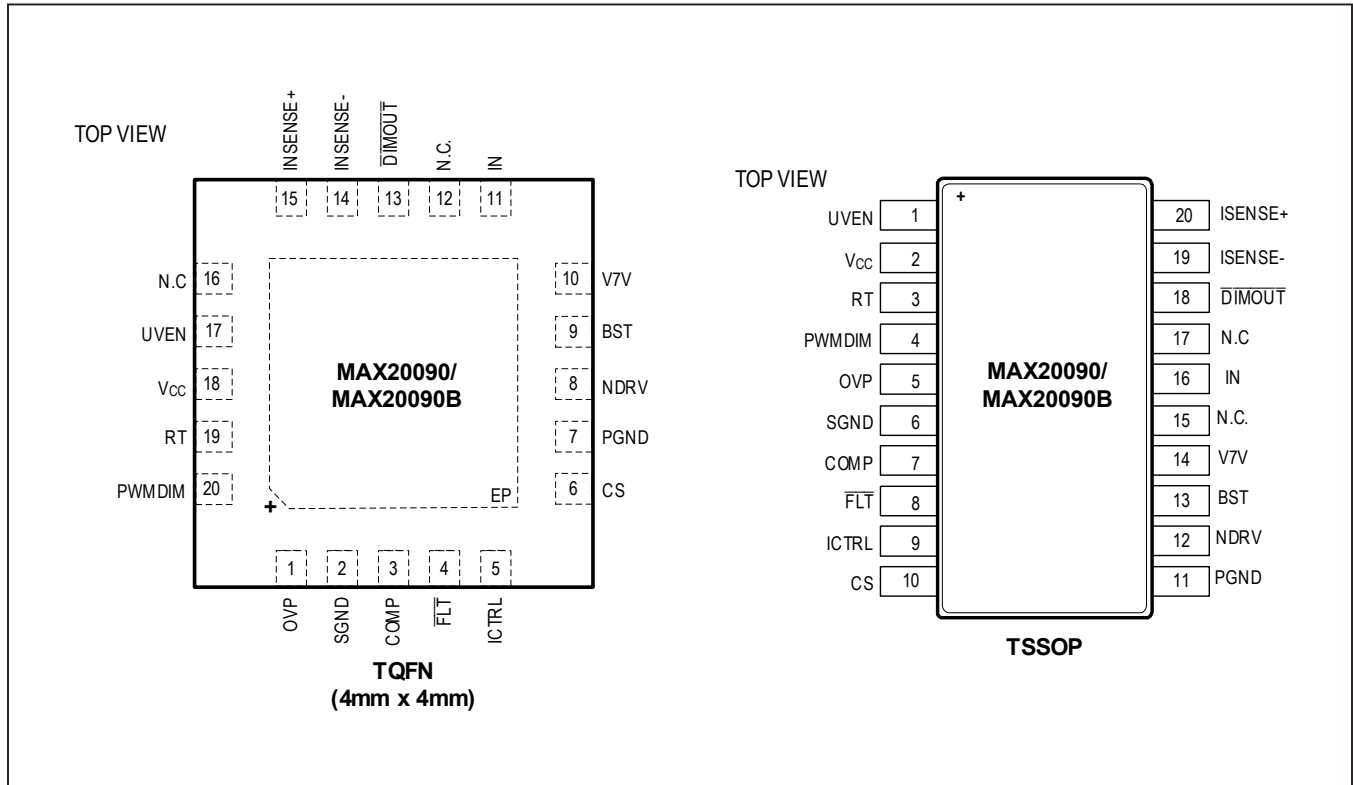 TOP VIEW
INSENSE+
INSENSE-
DIMOUT
N.C.
IN
15
14
13
12
11
N.C 16
UVEN 17
VCC 18
RT 19
PWMDIM 20
10 V7V
9 BST
8 NDRV
7 PGND
6 CS
MAX20090/
MAX20090B
EP
+
1
2
3
4
5
OVP
SGND
COMP
FLT
ICTRL
TQFN
(4mm x 4mm)
TOP VIEW
+
UVEN 1
VCC 2
RT 3
PWMDIM 4
OVP 5
SGND 6
COMP 7
FLT 8
ICTRL 9
CS 10
MAX20090/
MAX20090B
20 ISENSE+
19 ISENSE-
18 DIMOUT
17 N.C
16 IN
15 N.C.
14 V7V
13 BST
12 NDRV
11 PGND
TSSOP